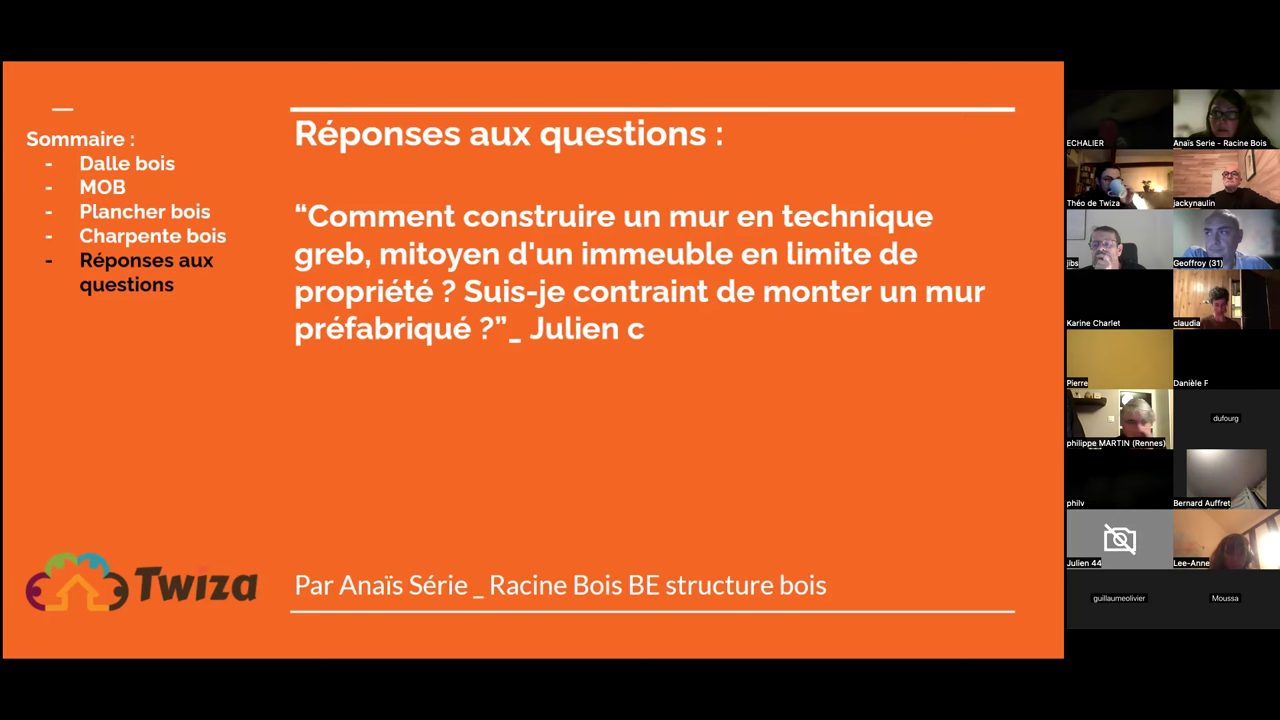 Sommaire :
- Dalle bois
- MOB
- Plancher bois
- Charpente bois
- Réponses aux
questions
Réponses aux questions :
“Comment construire un mur en technique
greb, mitoyen d'un immeuble en limite de
propriété ? Suis-je contraint de monter un mur
préfabriqué ?”_ Julien c
Twiza
Par Anaïs Série _ Racine Bois BE structure bois
ECHALIER
Anaïs Serie - Racine Bois
Théo de Twiza
jackynaulin
jibs
Geoffroy (31)
Karine Charlet
claudia
Pierre
Danièle F
philippe MARTIN (Rennes)
dufourg
philv
Bernard Auffret
Julien 44
Lee-Anne
guillaumeolivier
Moussa